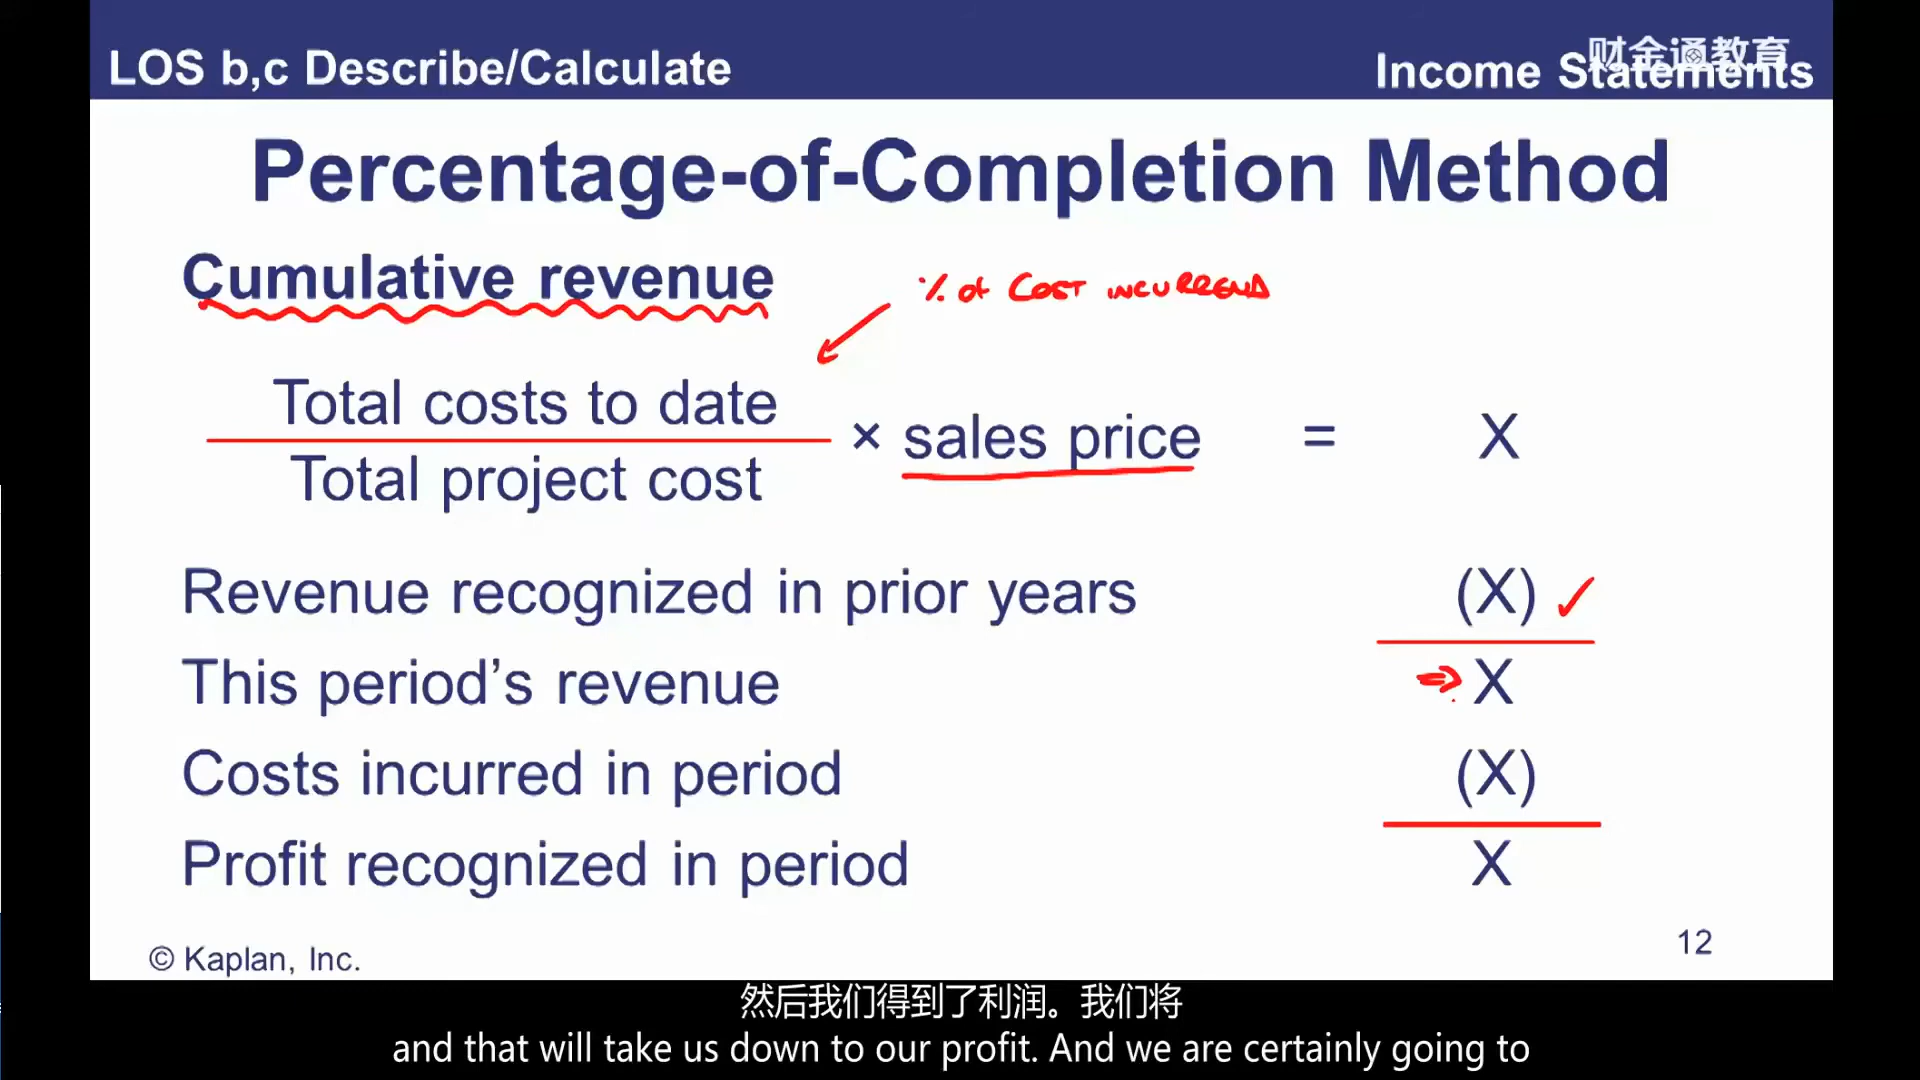 LOS b,c Describe/Calculate
Income Statements
财金通教育
Percentage-of-Completion Method
Cumulative revenue
% of COST INCURRED
Total costs to date
Total project cost
× sales price = X
Revenue recognized in prior years (X) ✓
This period’s revenue ⇒ X
Costs incurred in period (X)
Profit recognized in period X
© Kaplan, Inc.
12
然后我们得到了利润。我们将
and that will take us down to our profit. And we are certainly going to